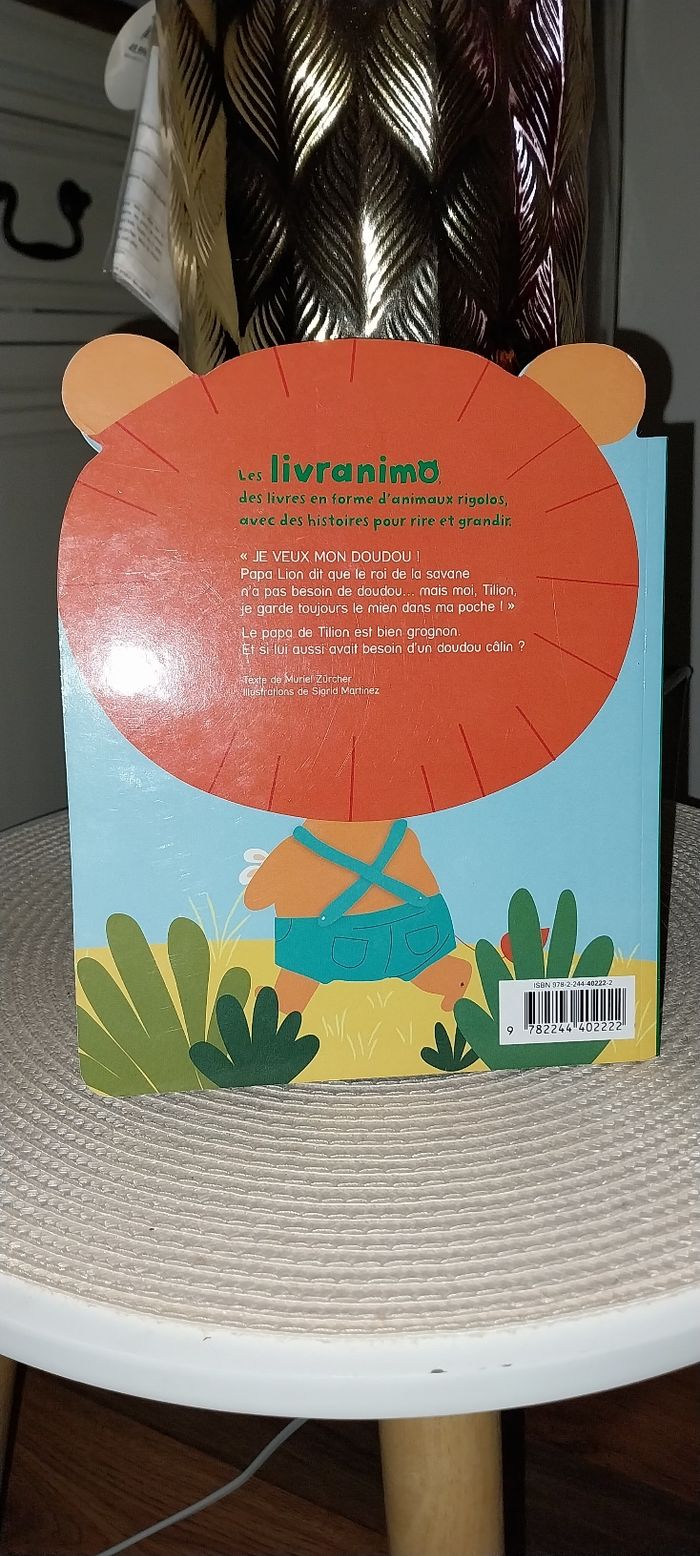 Les livranimo,
des livres en forme d'animaux rigolos,
avec des histoires pour rire et grandir.
« JE VEUX MON DOUDOU !
Papa Lion dit que le roi de la savane
n'a pas besoin de doudou... mais moi, Tilion,
je garde toujours le mien dans ma poche ! »
Le papa de Tilion est bien grognon.
Et si lui aussi avait besoin d'un doudou câlin ?
Texte de Muriel Zürcher
Illustrations de Sigrid Martinez
ISBN 978-2-244-40222-2
9 782244 402222